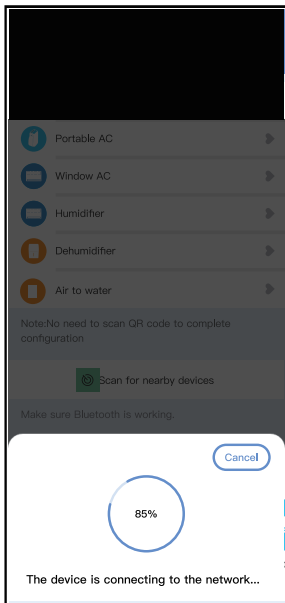 Portable AC
Window AC
Humidifier
Dehumidifier
Air to water
Note:No need to scan QR code to complete
configuration
Scan for nearby devices
Make sure Bluetooth is working.
Cancel
85%
The device is connecting to the network...